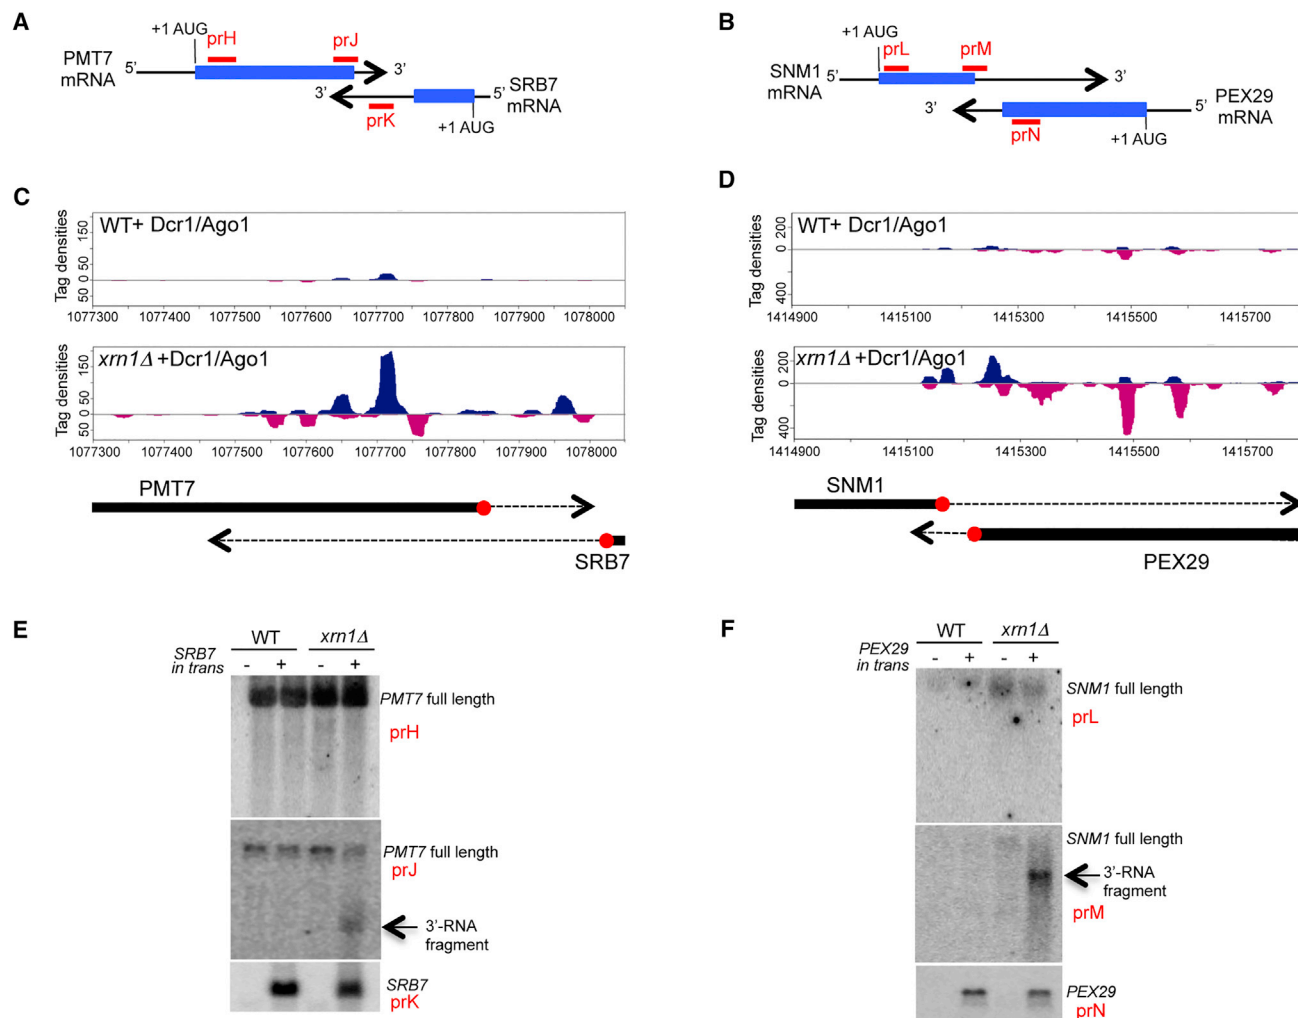 A
+1 AUG
prH
prJ
PMT7
mRNA
5’
3’
3’
SRB7
5’
mRNA
prK
+1 AUG
B
+1 AUG
prL
prM
SNM1
mRNA
5’
3’
PEX29
mRNA
3’
5’
prN
+1 AUG
C
WT+ Dcr1/Ago1
Tag densities
150
50
0
50
1077300 1077400 1077500 1077600 1077700 1077800 1077900 1078000
xrn1Δ +Dcr1/Ago1
Tag densities
150
50
0
50
1077300 1077400 1077500 1077600 1077700 1077800 1077900 1078000
PMT7
SRB7
D
WT+ Dcr1/Ago1
Tag densities
200
0
400
1414900 1415100 1415300 1415500 1415700
xrn1Δ +Dcr1/Ago1
Tag densities
200
0
400
1414900 1415100 1415300 1415500 1415700
SNM1
PEX29
E
WT xrn1Δ
SRB7
in trans
- + - +
PMT7 full length
prH
PMT7 full length
prJ
3’-RNA
fragment
SRB7
prK
F
WT xrn1Δ
PEX29
in trans
- + - +
SNM1 full length
prL
SNM1 full length
3’-RNA
fragment
prM
PEX29
prN